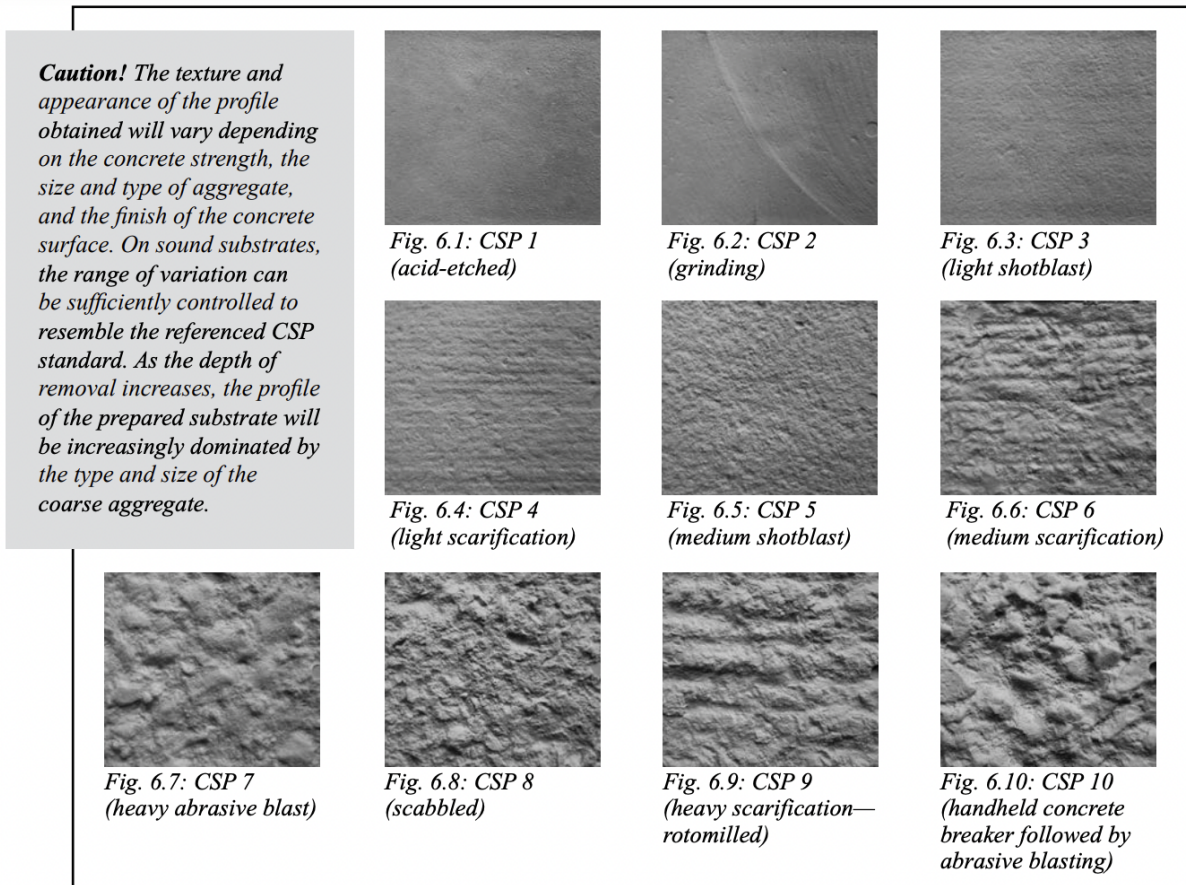 Caution! The texture and
appearance of the profile
obtained will vary depending
on the concrete strength, the
size and type of aggregate,
and the finish of the concrete
surface. On sound substrates,
the range of variation can
be sufficiently controlled to
resemble the referenced CSP
standard. As the depth of
removal increases, the profile
of the prepared substrate will
be increasingly dominated by
the type and size of the
coarse aggregate.
Fig. 6.1: CSP 1
(acid-etched)
Fig. 6.2: CSP 2
(grinding)
Fig. 6.3: CSP 3
(light shotblast)
Fig. 6.4: CSP 4
(light scarification)
Fig. 6.5: CSP 5
(medium shotblast)
Fig. 6.6: CSP 6
(medium scarification)
Fig. 6.7: CSP 7
(heavy abrasive blast)
Fig. 6.8: CSP 8
(scabbled)
Fig. 6.9: CSP 9
(heavy scarification—
rotomilled)
Fig. 6.10: CSP 10
(handheld concrete
breaker followed by
abrasive blasting)